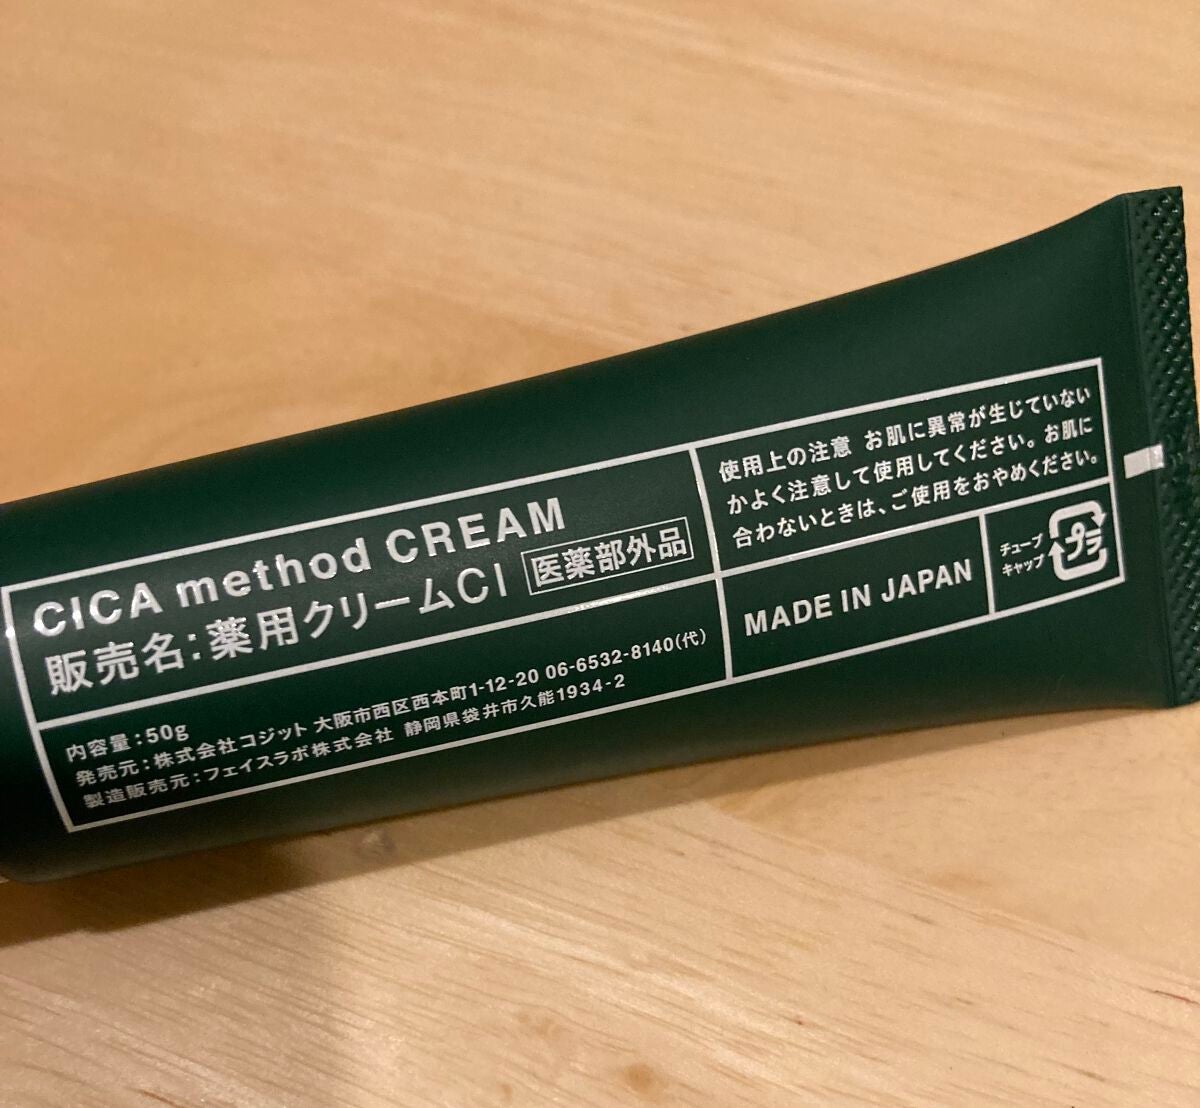 CICA method CREAM
販売名：薬用クリームCI 医薬部外品
内容量：50g
発売元：株式会社コジット 大阪市西区西本町1-12-20 06-6532-8140(代)
製造販売元：フェイスラボ株式会社 静岡県袋井市久能1934-2
使用上の注意 お肌に異常が生じていない
かよく注意して使用してください。お肌に
合わないときは、ご使用をおやめください。
MADE IN JAPAN
チューブ
キャップ
プラ